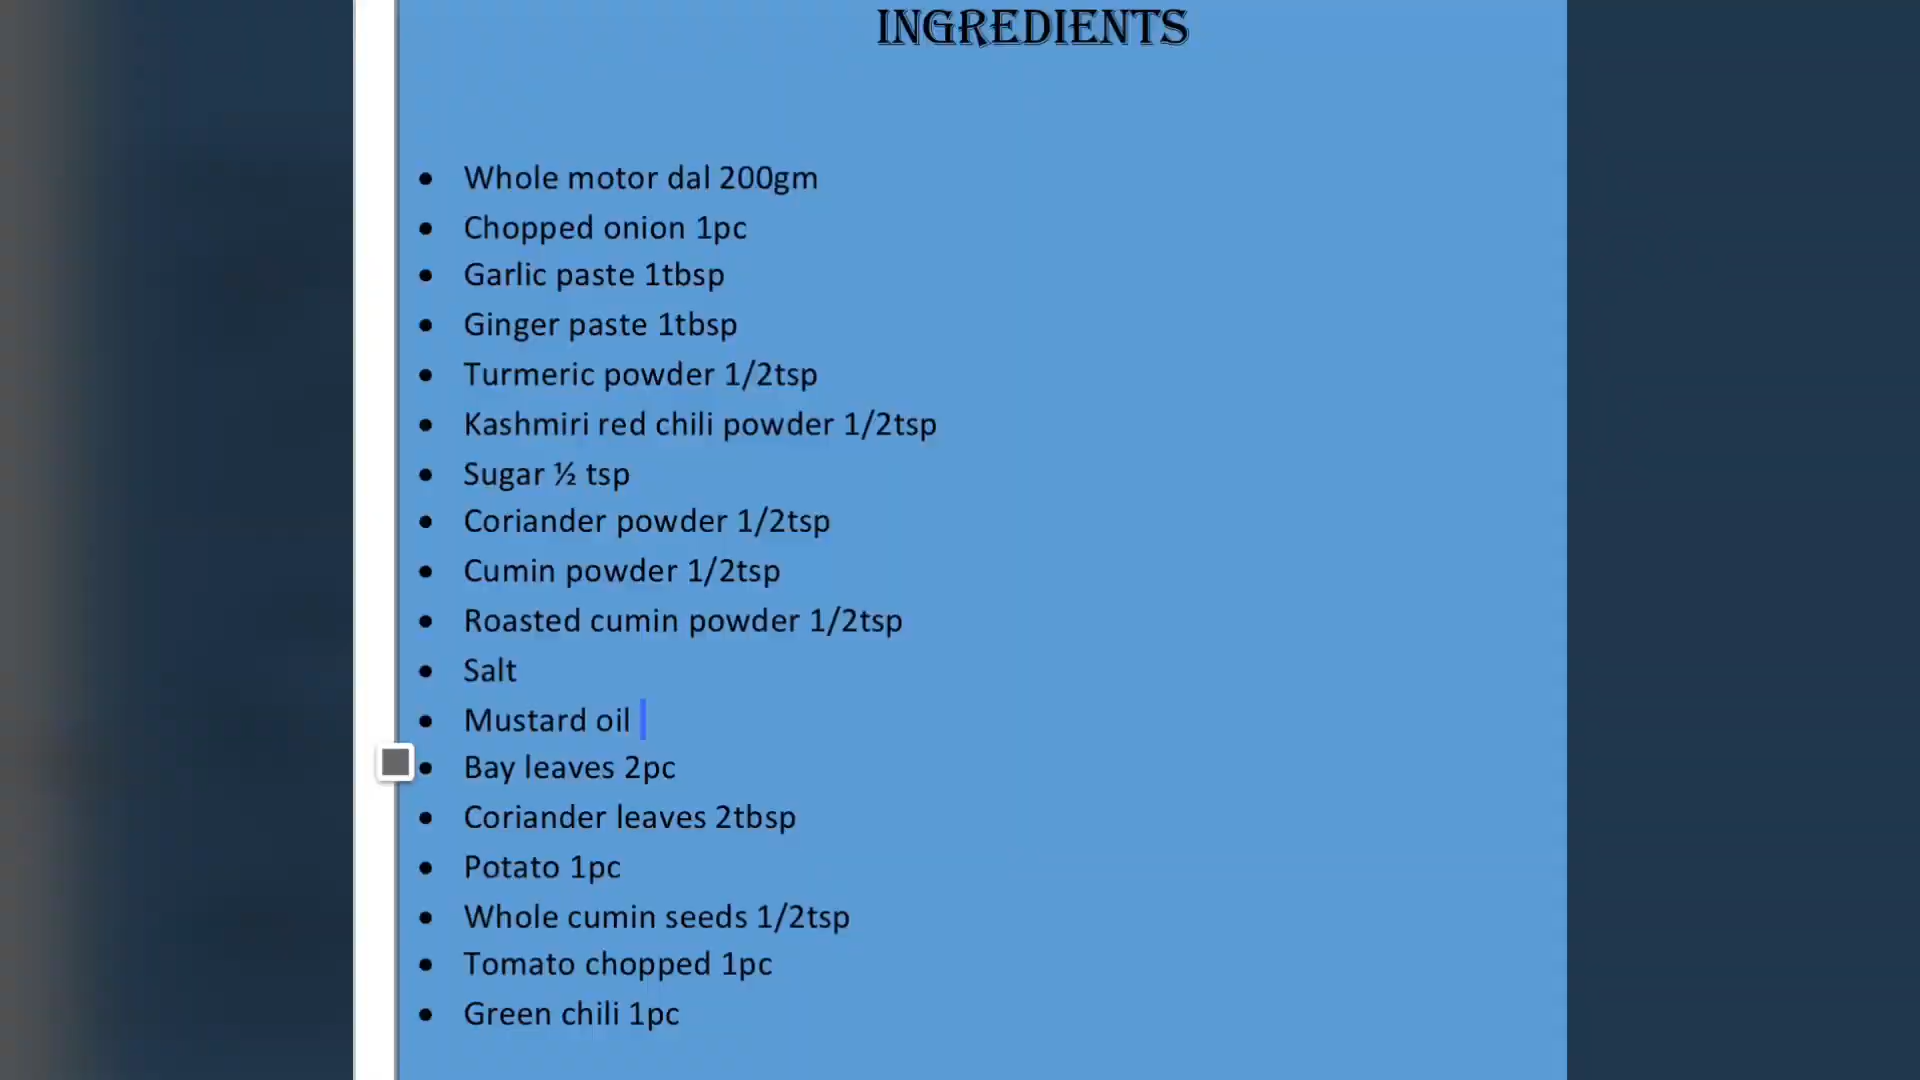 INGREDIENTS
• Whole motor dal 200gm
• Chopped onion 1pc
• Garlic paste 1tbsp
• Ginger paste 1tbsp
• Turmeric powder 1/2tsp
• Kashmiri red chili powder 1/2tsp
• Sugar ½ tsp
• Coriander powder 1/2tsp
• Cumin powder 1/2tsp
• Roasted cumin powder 1/2tsp
• Salt
• Mustard oil
• Bay leaves 2pc
• Coriander leaves 2tbsp
• Potato 1pc
• Whole cumin seeds 1/2tsp
• Tomato chopped 1pc
• Green chili 1pc